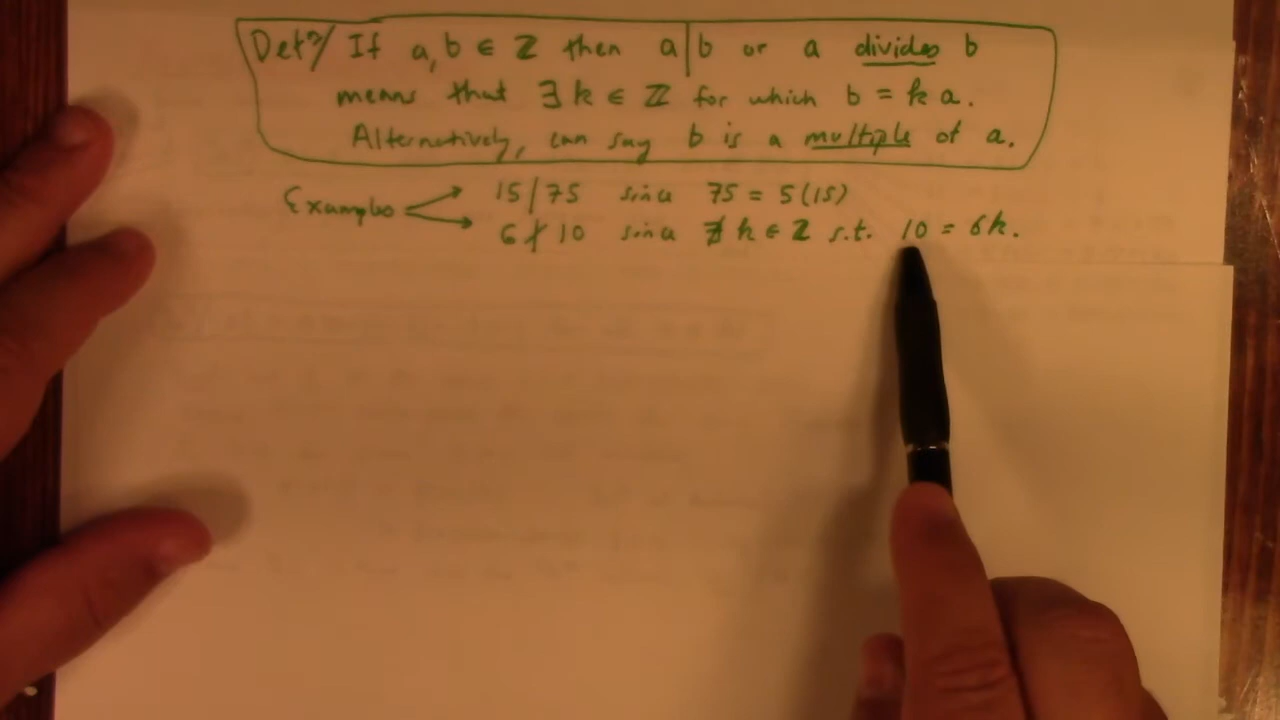 Defⁿ/ If a, b ∈ ℤ then a | b or a divides b
means that ∃ k ∈ ℤ for which b = k a.
Alternatively, can say b is a multiple of a.
Examples → 15 | 75 since 75 = 5(15)
→ 6 ∤ 10 since ∄ k ∈ ℤ s.t. 10 = 6k.